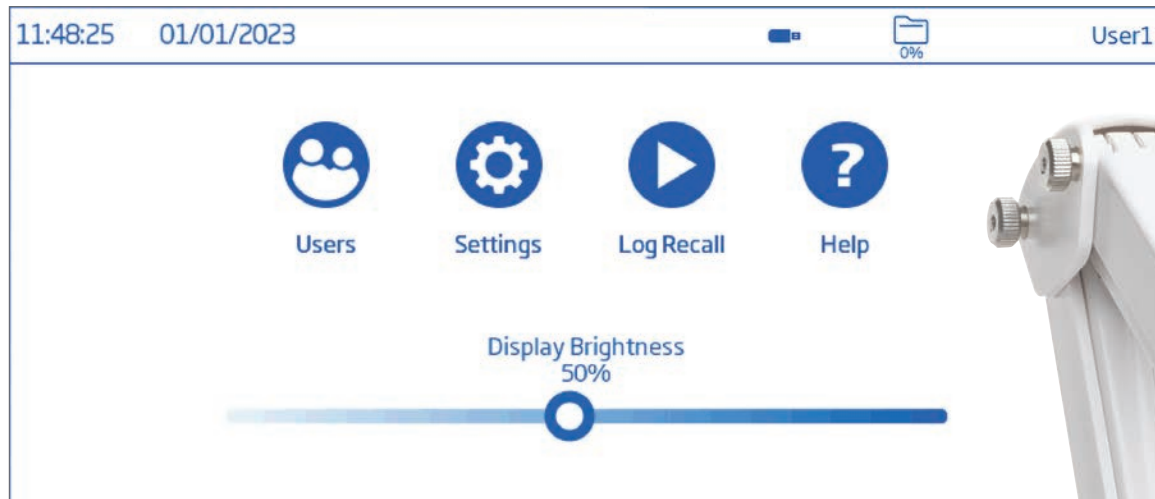 11:48:25 01/01/2023 0% User1
Users Settings Log Recall Help
Display Brightness
50%